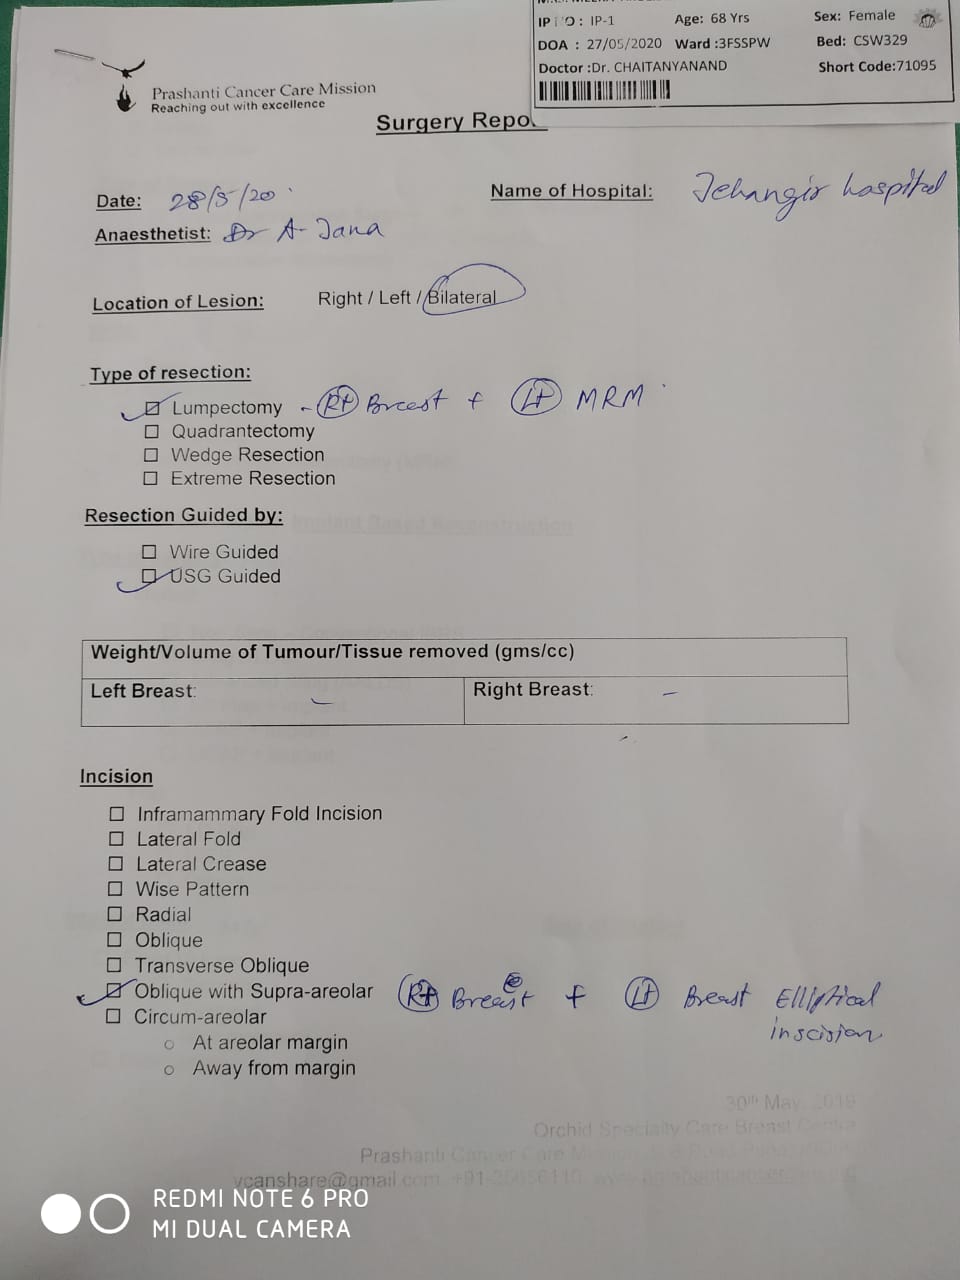 IP NO: IP-1 Age: 68 Yrs Sex: Female
DOA : 27/05/2020 Ward :3FSSPW Bed: CSW329
Doctor :Dr. CHAITANYANAND Short Code:71095
Prashanti Cancer Care Mission
Reaching out with excellence
Surgery Repo
Date: 28/5/20 Name of Hospital: Jehangir hospital
Anaesthetist: Dr A- Jana
Location of Lesion: Right / Left / Bilateral
Type of resection:
☑ Lumpectomy - Rt Breast + Lt MRM
☐ Quadrantectomy
☐ Wedge Resection
☐ Extreme Resection
Resection Guided by:
☐ Wire Guided
☑ USG Guided
Weight/Volume of Tumour/Tissue removed (gms/cc)
Left Breast: – Right Breast: –
Incision
☐ Inframammary Fold Incision
☐ Lateral Fold
☐ Lateral Crease
☐ Wise Pattern
☐ Radial
☐ Oblique
☐ Transverse Oblique
☑ Oblique with Supra-areolar Rt Breast + Lt Breast Elliptical
inscision
☐ Circum-areolar
○ At areolar margin
○ Away from margin
30th May, 2019
Orchid Specialty Care Breast Centre
Prashanti Cancer Care Mission
vcanshare@gmail.com
REDMI NOTE 6 PRO
MI DUAL CAMERA